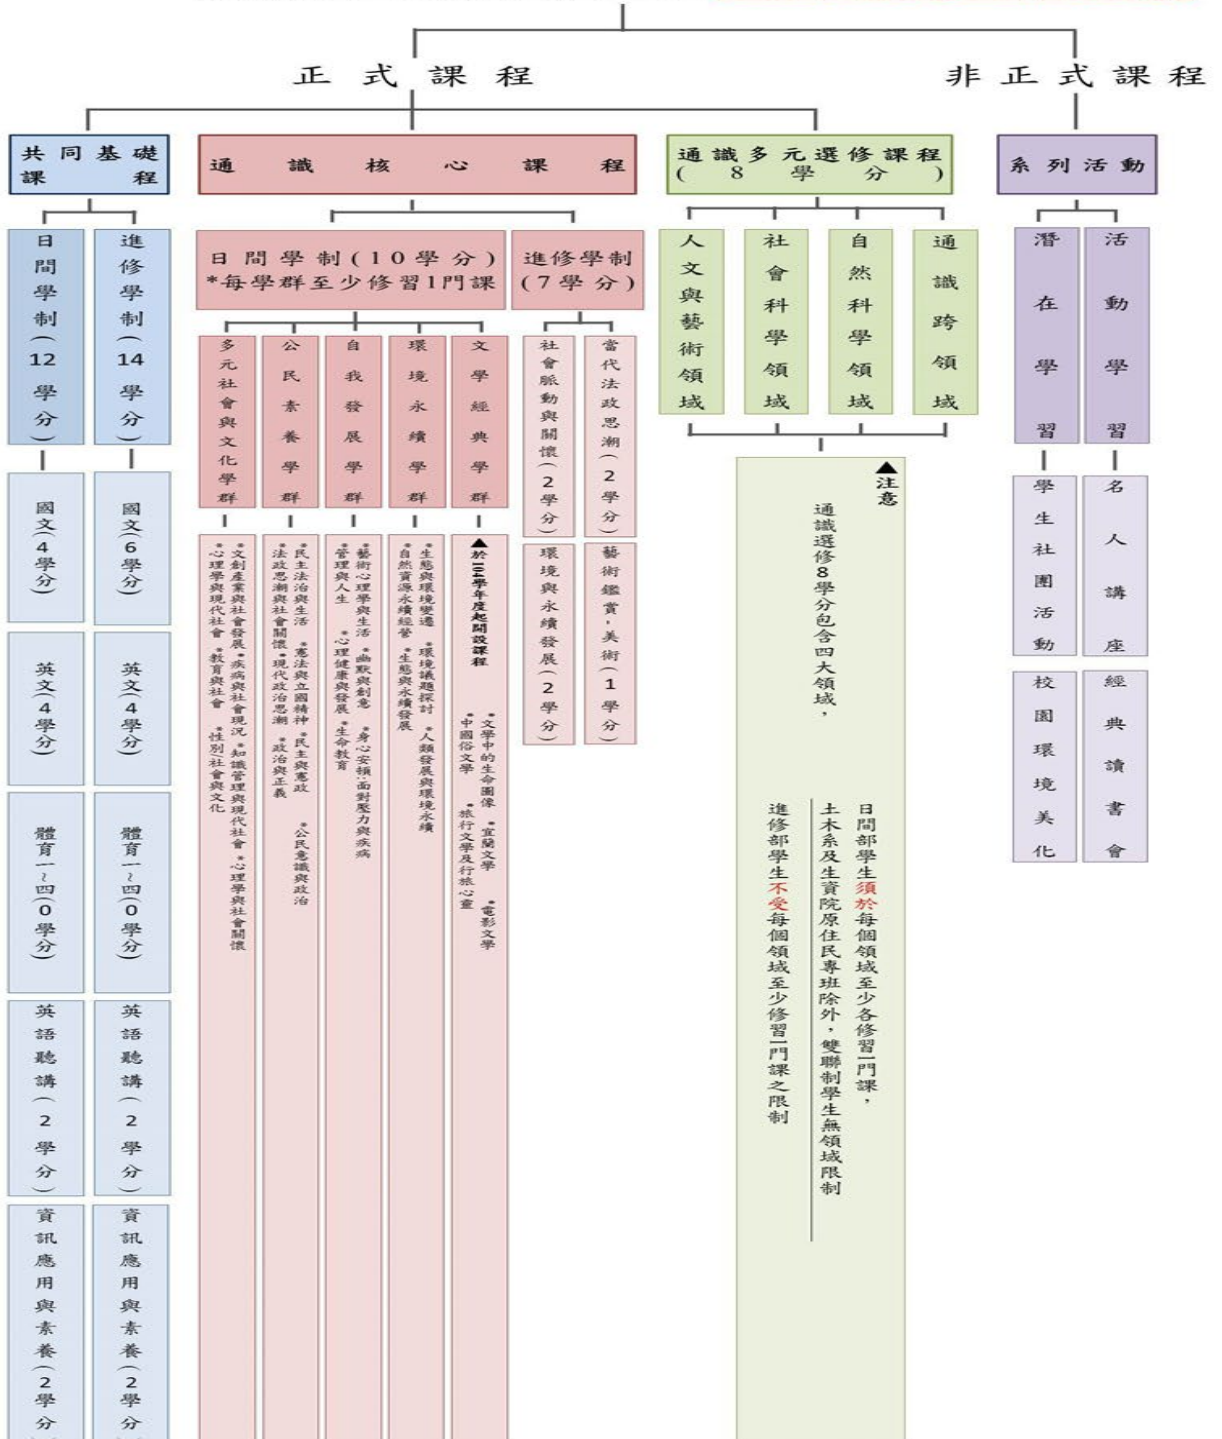 正式課程
非正式課程
共同基礎
課程
通識核心課程
通識多元選修課程
(8學分)
系列活動
日間學制(12學分)
進修學制(14學分)
日間學制(10學分)
*每學群至少修習1門課
進修學制
(7學分)
人文與藝術領域
社會科學領域
自然科學領域
通識跨領域
潛在學習
活動學習
多元社會與文化學群
公民素養學群
自我發展學群
環境永續學群
文學經典學群
社會脈動與關懷(2學分)
當代法政思潮(2學分)
國文(4學分)
國文(6學分)
英文(4學分)
英文(4學分)
體育一~四(0學分)
體育一~四(0學分)
英語聽講(2學分)
英語聽講(2學分)
資訊應用與素養(2學分
資訊應用與素養(2學分
*文創產業與社會發展 *疾病與社會現況 *知識管理與現代社會 *心理學與社會關懷
*心理學與現代社會 *教育與社會 *性別/社會與文化
*民主法治與生活 *憲法與立國精神 *民主與憲政 *公民意識與政治
*法政思潮與社會關懷 *現代政治思潮 *政治與正義
*藝術心理學與生活 *幽默與創意 *身心安頓:面對壓力與疾病
*管理與人生 *心理健康與發展 *生命教育
*生態與環境變遷 *環境議題探討 *人類發展與環境永續
*自然資源永續經營 *生態與永續發展
▲於104學年度起開設課程
*文學中的生命圖像 *宜蘭文學 *電影文學
*中國俗文學 *旅行文學及行旅心靈
環境與永續發展(2學分)
藝術鑑賞-美術(1學分)
▲注意
通識選修8學分包含四大領域,
日間部學生須於每個領域至少各修習一門課,
土木系及生資院原住民專班除外,雙聯制學生無領域限制
進修部學生不受每個領域至少修習一門課之限制
學生社團活動
名人講座
校園環境美化
經典讀書會